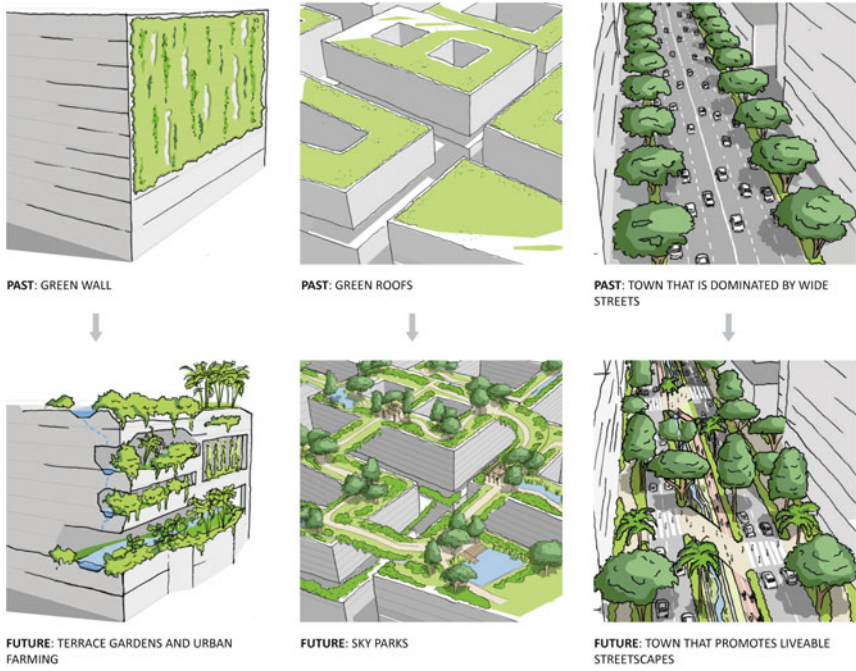 PAST: GREEN WALL
PAST: GREEN ROOFS
PAST: TOWN THAT IS DOMINATED BY WIDE
STREETS
FUTURE: TERRACE GARDENS AND URBAN
FARMING
FUTURE: SKY PARKS
FUTURE: TOWN THAT PROMOTES LIVEABLE
STREETSCAPES